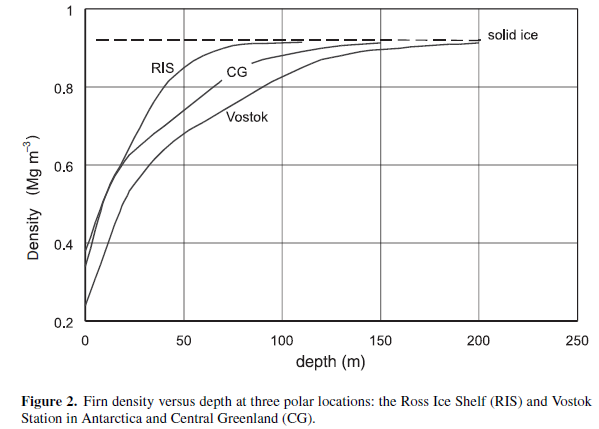 1
solid ice
RIS
CG
0.8
Vostok
Density (Mg m⁻³)
0.6
0.4
0.2
0 50 100 150 200 250
depth (m)
Figure 2. Firn density versus depth at three polar locations: the Ross Ice Shelf (RIS) and Vostok
Station in Antarctica and Central Greenland (CG).